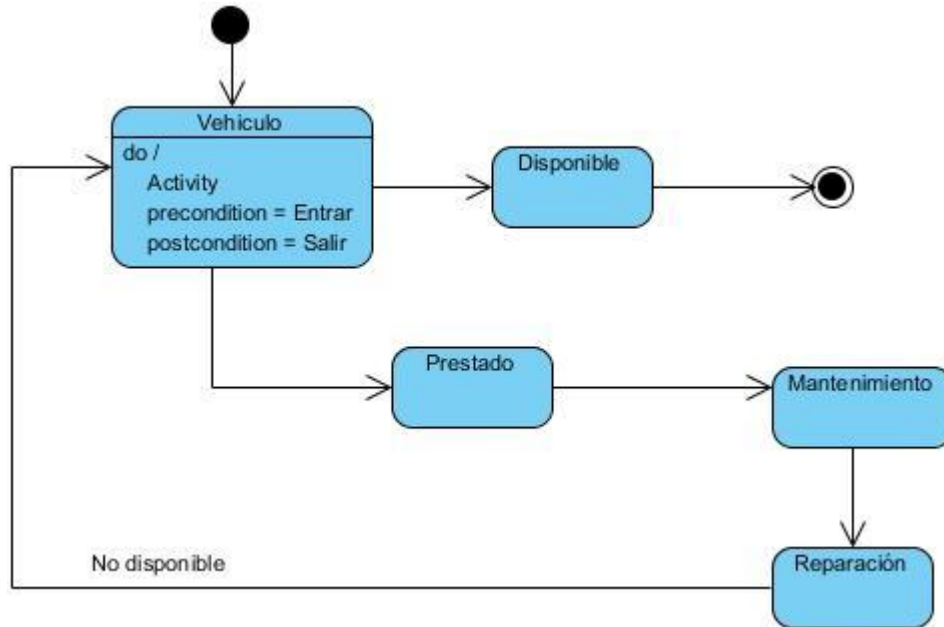 Vehiculo
do /
Activity
precondition = Entrar
postcondition = Salir
Disponible
Prestado
Mantenimiento
No disponible
Reparación